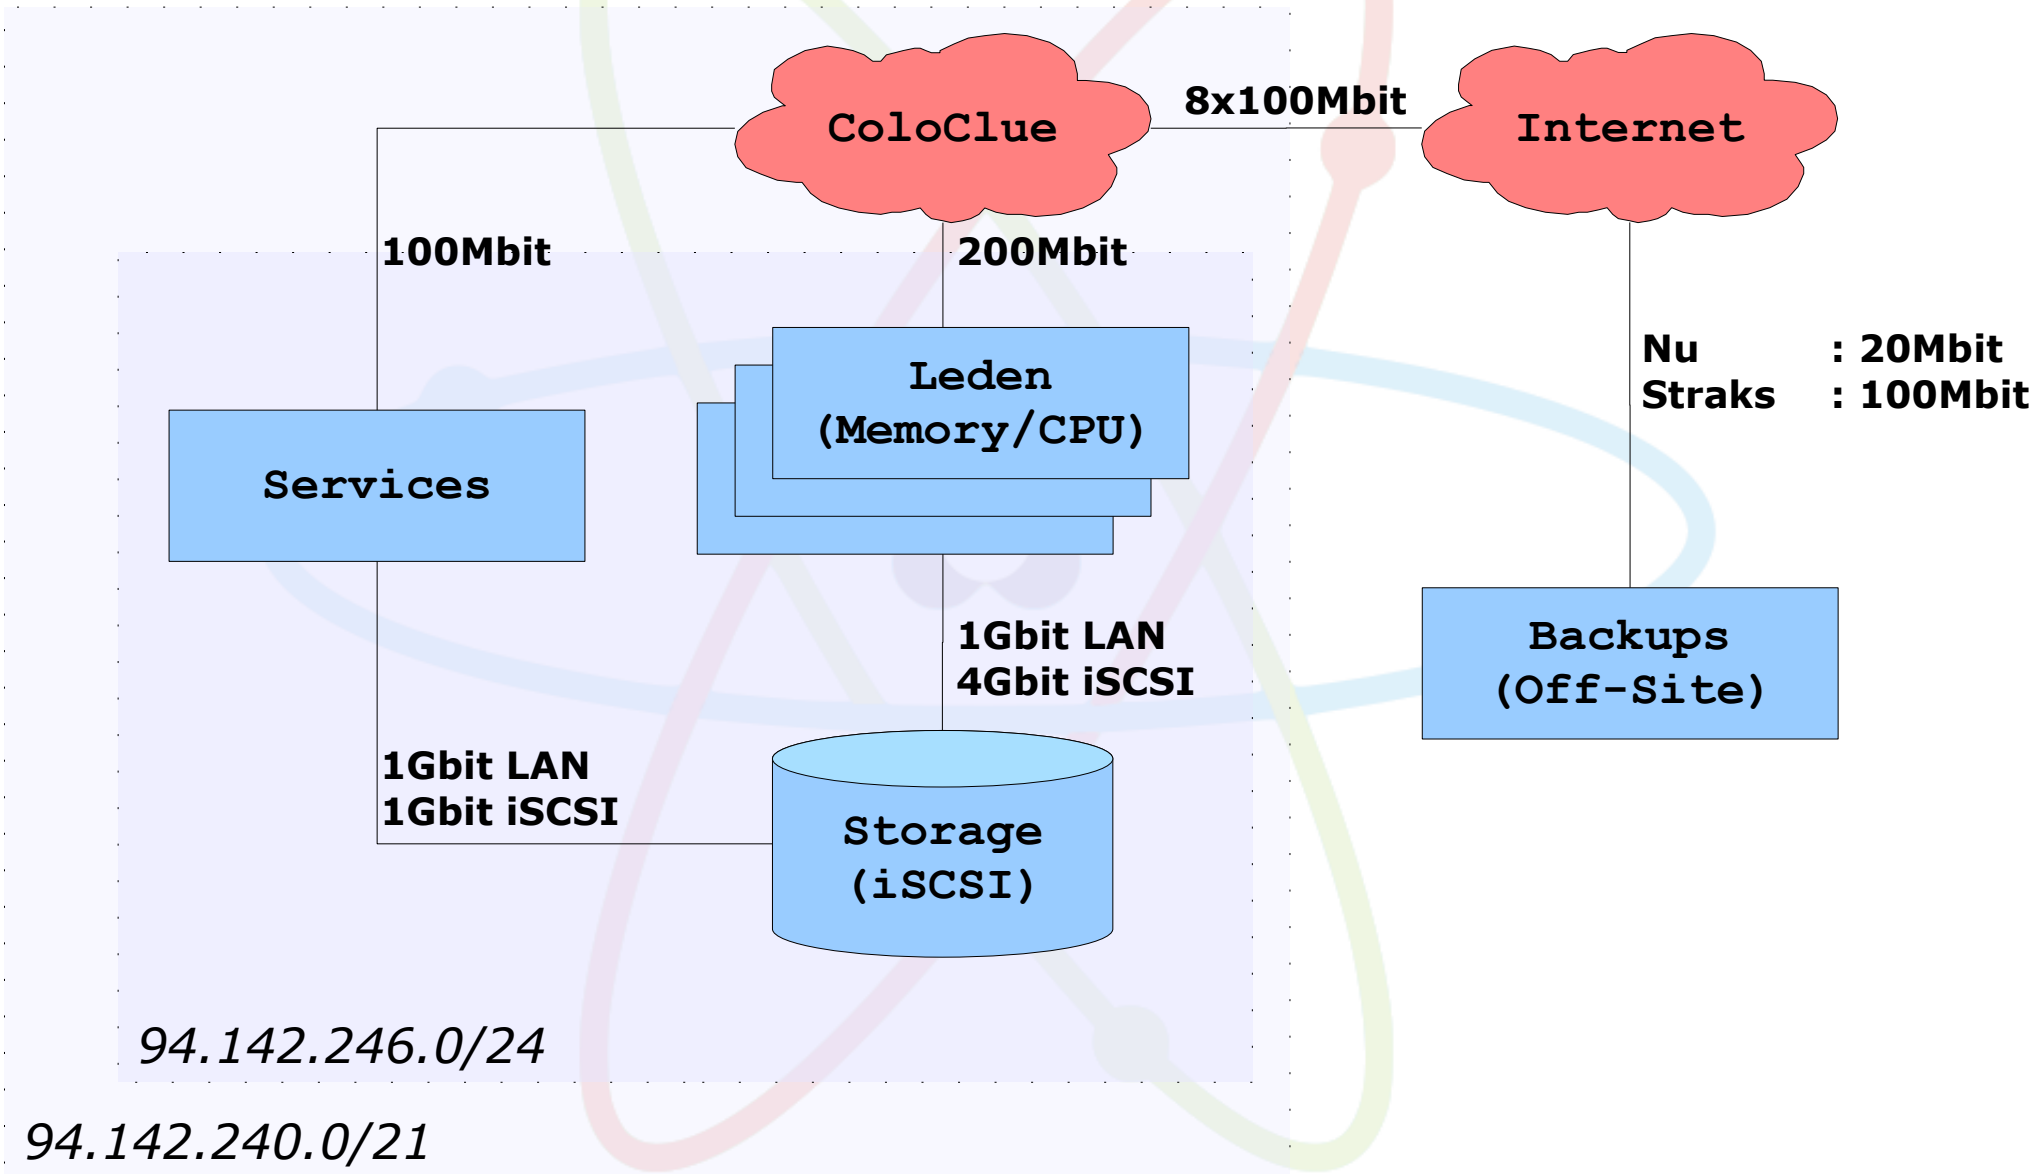 ColoClue
8x100Mbit
Internet
100Mbit
200Mbit
Nu : 20Mbit
Straks : 100Mbit
Leden
(Memory/CPU)
Services
1Gbit LAN
4Gbit iSCSI
Backups
(Off-Site)
1Gbit LAN
1Gbit iSCSI
Storage
(iSCSI)
94.142.246.0/24
94.142.240.0/21